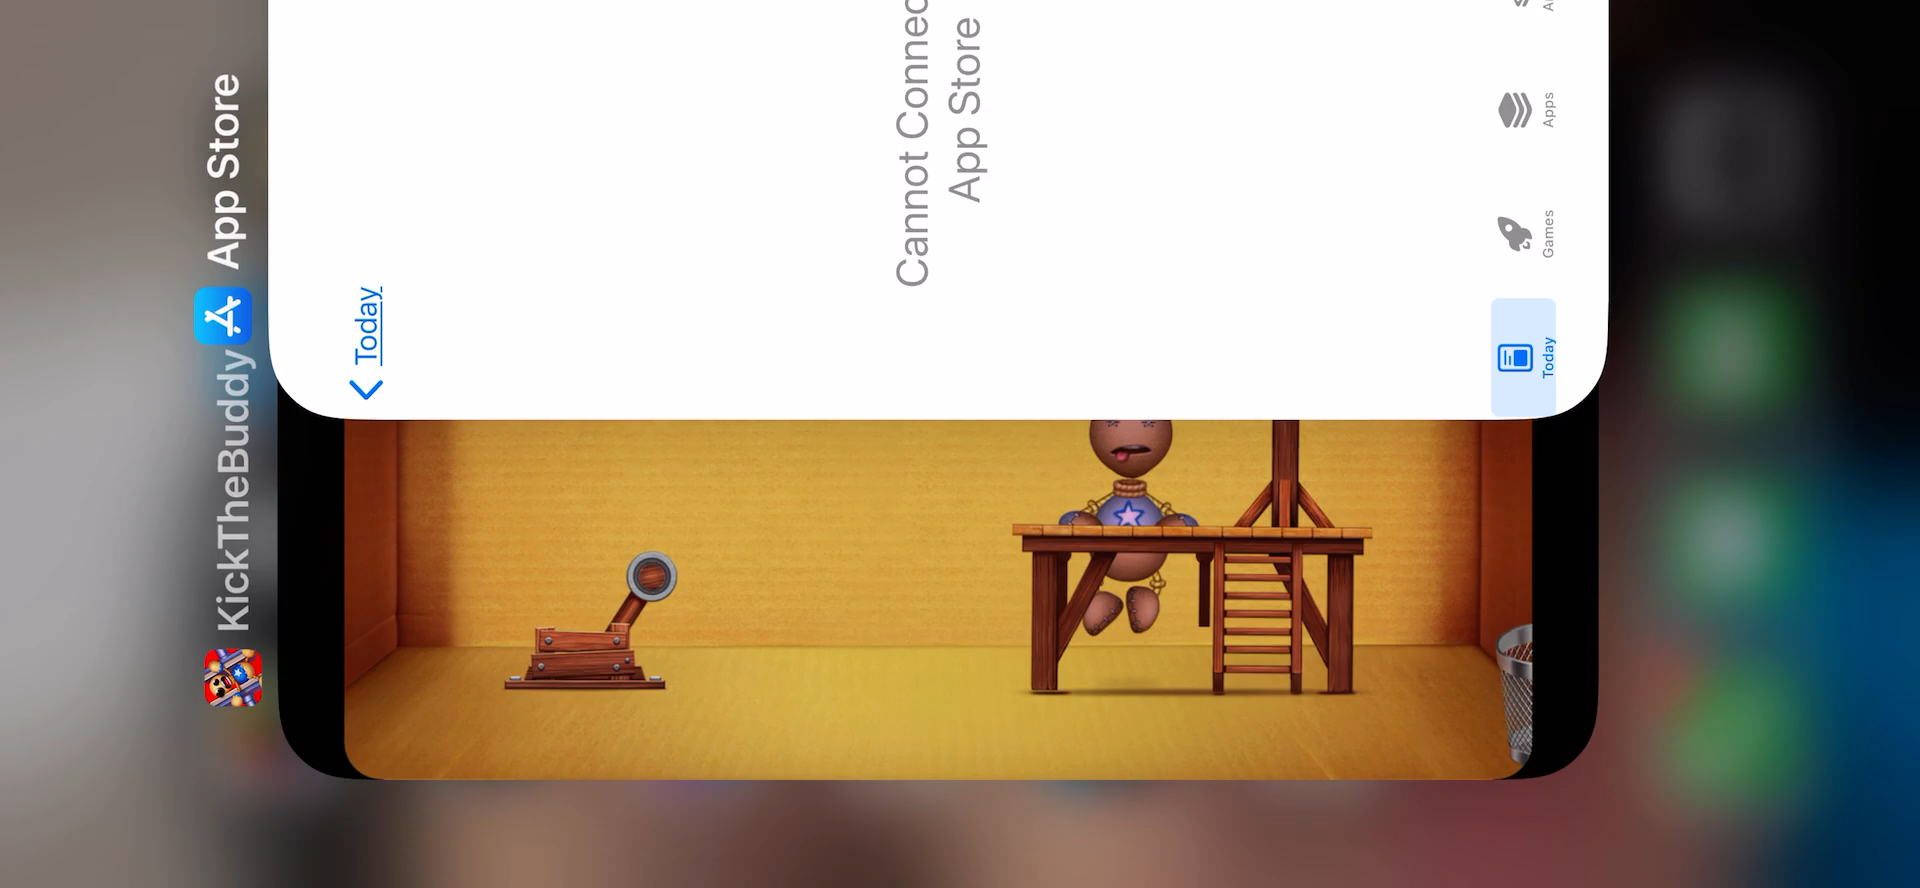 KickTheBuddy
App Store
Today
Cannot Connec
App Store
Today
Games
Apps